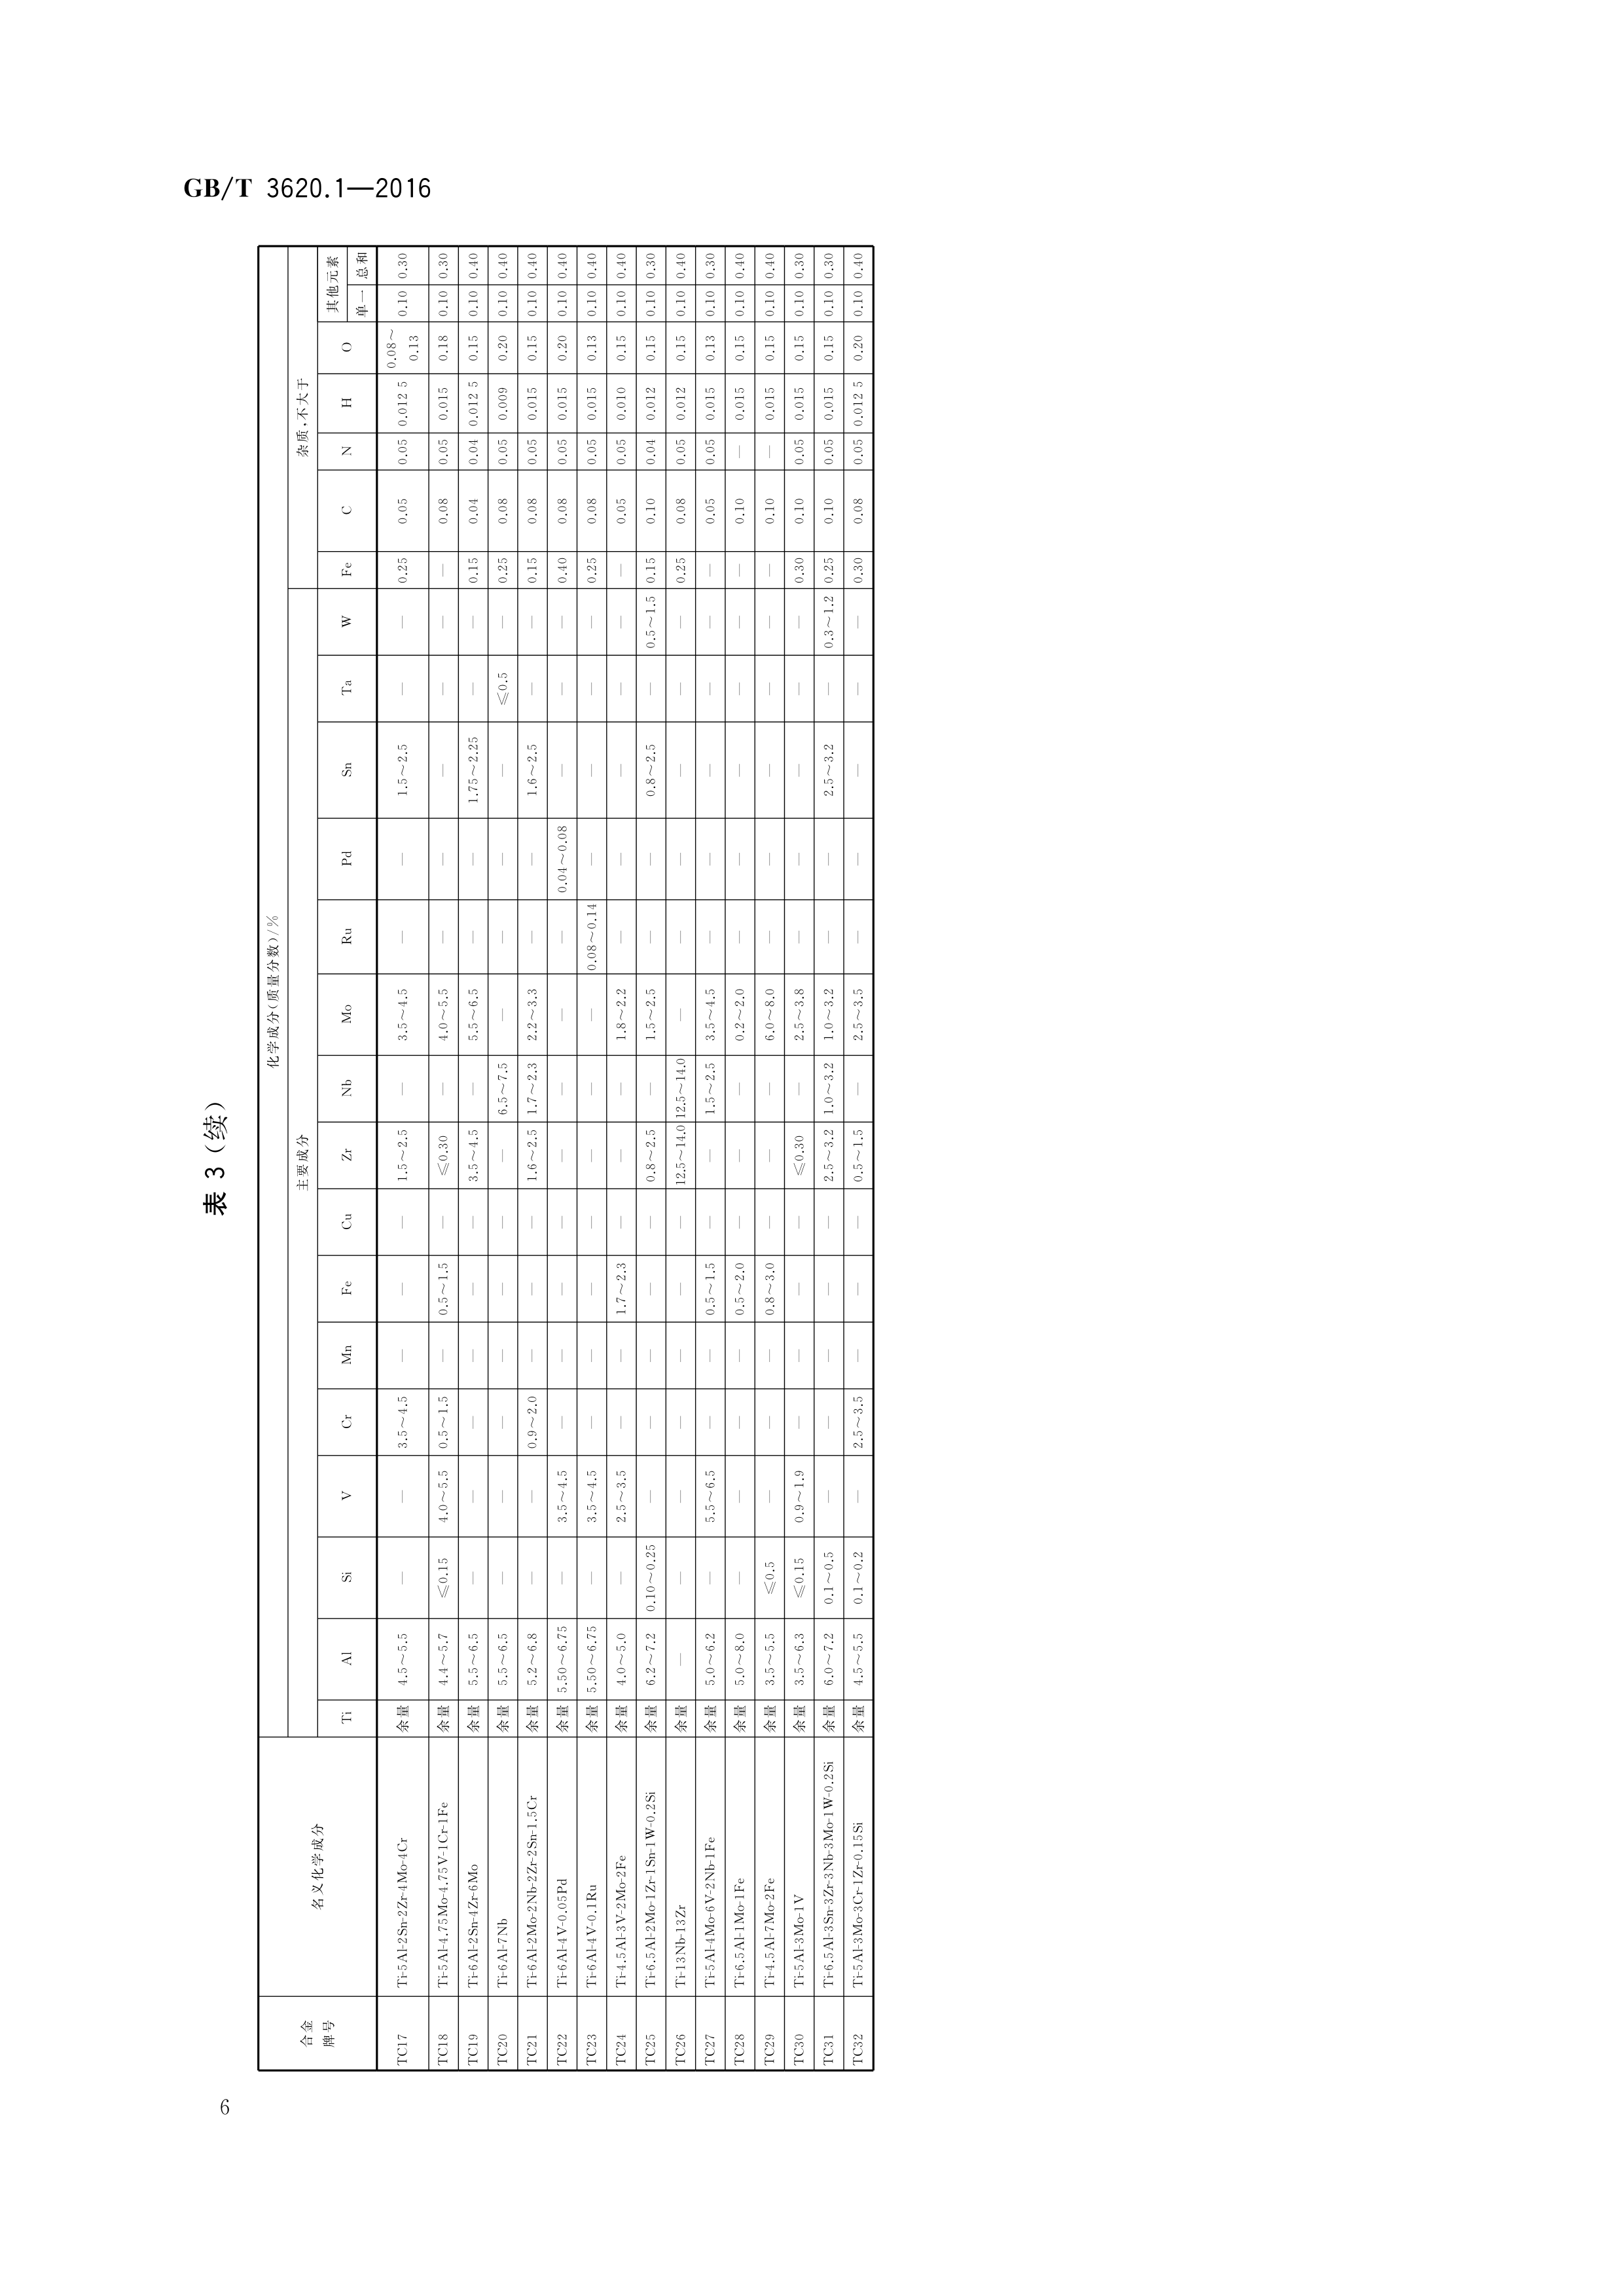 GB/T 3620.1—2016
表 3（续）
合金牌号 名义化学成分 化学成分(质量分数)/%
主要成分 杂质,不大于
Ti Al Si V Cr Mn Fe Cu Zr Nb Mo Ru Pd Sn Ta W Fe C N H O 其他元素
单一 总和
TC17 Ti-5Al-2Sn-2Zr-4Mo-4Cr 余量 4.5～5.5 — — 3.5～4.5 — — — 1.5～2.5 — 3.5～4.5 — — 1.5～2.5 — — 0.25 0.05 0.05 0.012 5 0.08～0.13 0.10 0.30
TC18 Ti-5Al-4.75Mo-4.75V-1Cr-1Fe 余量 4.4～5.7 ≤0.15 4.0～5.5 0.5～1.5 — 0.5～1.5 — ≤0.30 — 4.0～5.5 — — — — — — 0.08 0.05 0.015 0.18 0.10 0.30
TC19 Ti-6Al-2Sn-4Zr-6Mo 余量 5.5～6.5 — — — — — — 3.5～4.5 — 5.5～6.5 — — 1.75～2.25 — — 0.15 0.04 0.04 0.012 5 0.15 0.10 0.40
TC20 Ti-6Al-7Nb 余量 5.5～6.5 — — — — — — — 6.5～7.5 — — — — ≤0.5 — 0.25 0.08 0.05 0.009 0.20 0.10 0.40
TC21 Ti-6Al-2Mo-2Nb-2Zr-2Sn-1.5Cr 余量 5.2～6.8 — — 0.9～2.0 — — — 1.6～2.5 1.7～2.3 2.2～3.3 — — 1.6～2.5 — — 0.15 0.08 0.05 0.015 0.15 0.10 0.40
TC22 Ti-6Al-4V-0.05Pd 余量 5.50～6.75 — 3.5～4.5 — — — — — — — — 0.04～0.08 — — — 0.40 0.08 0.05 0.015 0.20 0.10 0.40
TC23 Ti-6Al-4V-0.1Ru 余量 5.50～6.75 — 3.5～4.5 — — — — — — — 0.08～0.14 — — — — 0.25 0.08 0.05 0.015 0.13 0.10 0.40
TC24 Ti-4.5Al-3V-2Mo-2Fe 余量 4.0～5.0 — 2.5～3.5 — — 1.7～2.3 — — — 1.8～2.2 — — — — — — 0.05 0.05 0.010 0.15 0.10 0.40
TC25 Ti-6.5Al-2Mo-1Zr-1Sn-1W-0.2Si 余量 6.2～7.2 0.10～0.25 — — — — — 0.8～2.5 — 1.5～2.5 — — 0.8～2.5 — 0.5～1.5 0.15 0.10 0.04 0.012 0.15 0.10 0.30
TC26 Ti-13Nb-13Zr 余量 — — — — — — — 12.5～14.0 12.5～14.0 — — — — — — 0.25 0.08 0.05 0.012 0.15 0.10 0.40
TC27 Ti-5Al-4Mo-6V-2Nb-1Fe 余量 5.0～6.2 — 5.5～6.5 — — 0.5～1.5 — — 1.5～2.5 3.5～4.5 — — — — — — 0.05 0.05 0.015 0.13 0.10 0.30
TC28 Ti-6.5Al-1Mo-1Fe 余量 5.0～8.0 — — — — 0.5～2.0 — — — 0.2～2.0 — — — — — — 0.10 — 0.015 0.15 0.10 0.40
TC29 Ti-4.5Al-7Mo-2Fe 余量 3.5～5.5 ≤0.5 — — — 0.8～3.0 — — — 6.0～8.0 — — — — — — 0.10 — 0.015 0.15 0.10 0.40
TC30 Ti-5Al-3Mo-1V 余量 3.5～6.3 ≤0.15 0.9～1.9 — — — — ≤0.30 — 2.5～3.8 — — — — — 0.30 0.10 0.05 0.015 0.15 0.10 0.30
TC31 Ti-6.5Al-3Sn-3Zr-3Nb-3Mo-1W-0.2Si 余量 6.0～7.2 0.1～0.5 — — — — — 2.5～3.2 1.0～3.2 1.0～3.2 — — 2.5～3.2 — 0.3～1.2 0.25 0.10 0.05 0.015 0.15 0.10 0.30
TC32 Ti-5Al-3Mo-3Cr-1Zr-0.15Si 余量 4.5～5.5 0.1～0.2 — 2.5～3.5 — — — 0.5～1.5 — 2.5～3.5 — — — — — 0.30 0.08 0.05 0.012 5 0.20 0.10 0.40
6